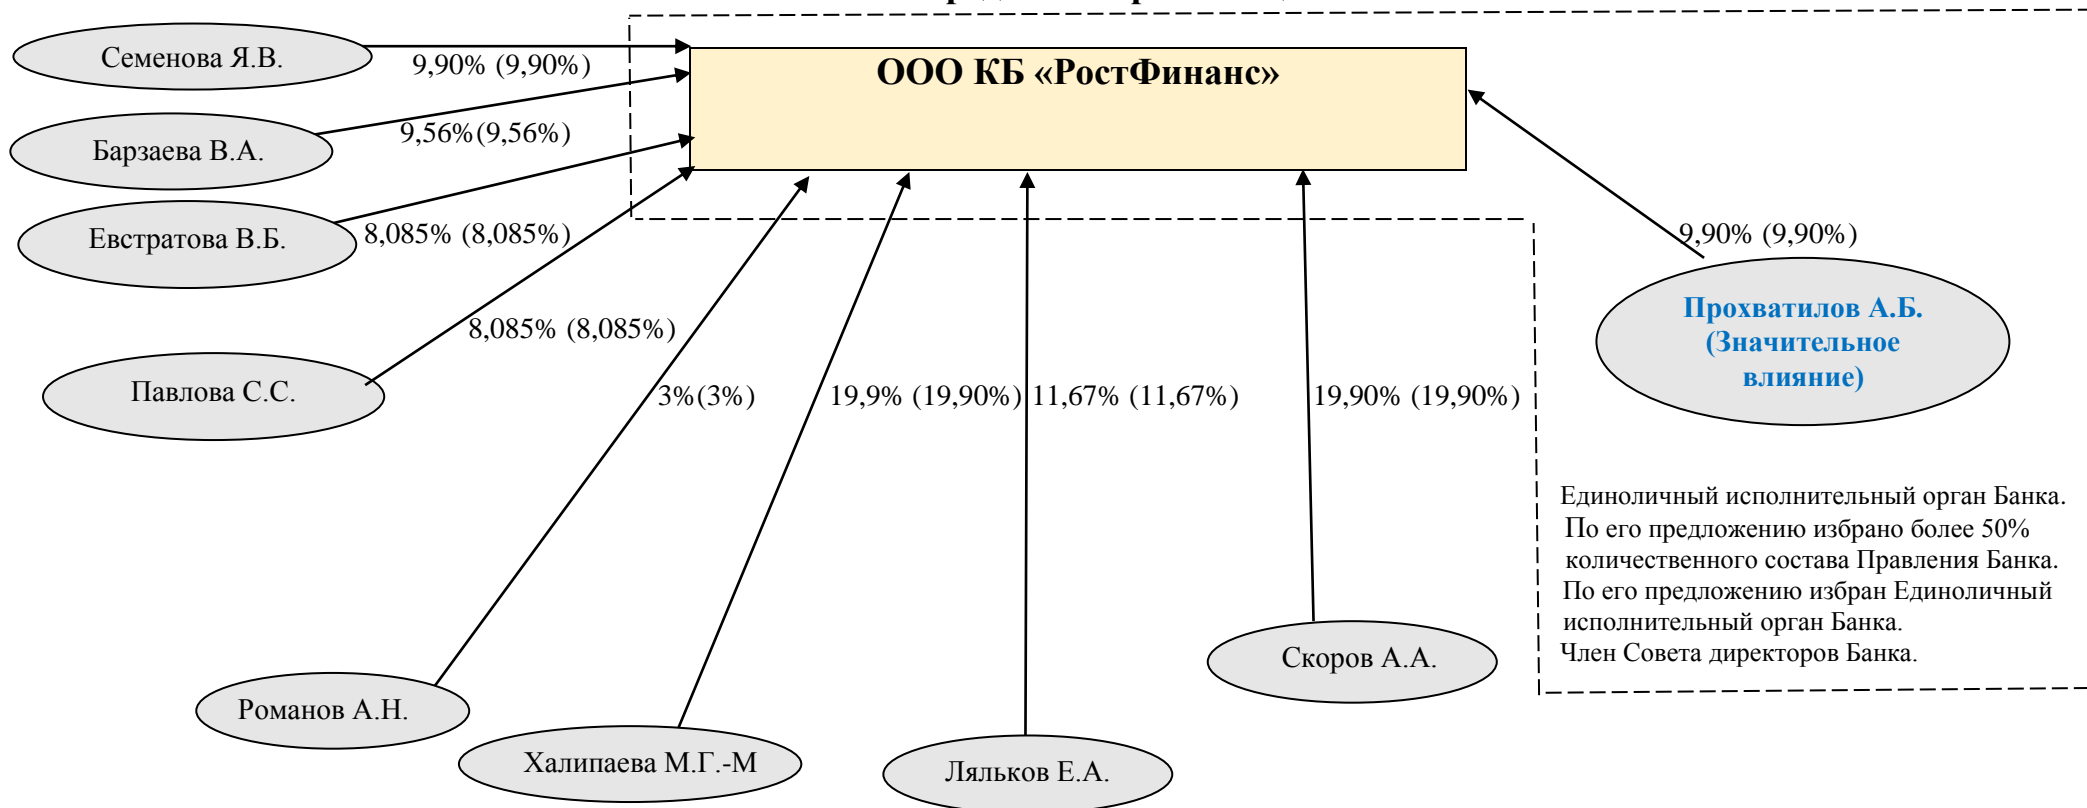 Семенова Я.В.
9,90% (9,90%)
ООО КБ «РостФинанс»
Барзаева В.А.
9,56%(9,56%)
Евстратова В.Б.
8,085% (8,085%)
9,90% (9,90%)
Прохватилов А.Б.
(Значительное
влияние)
8,085% (8,085%)
Павлова С.С.
3%(3%)
19,9% (19,90%)
11,67% (11,67%)
19,90% (19,90%)
Единоличный исполнительный орган Банка.
По его предложению избрано более 50%
количественного состава Правления Банка.
По его предложению избран Единоличный
исполнительный орган Банка.
Член Совета директоров Банка.
Скоров А.А.
Романов А.Н.
Халипаева М.Г.-М
Ляльков Е.А.